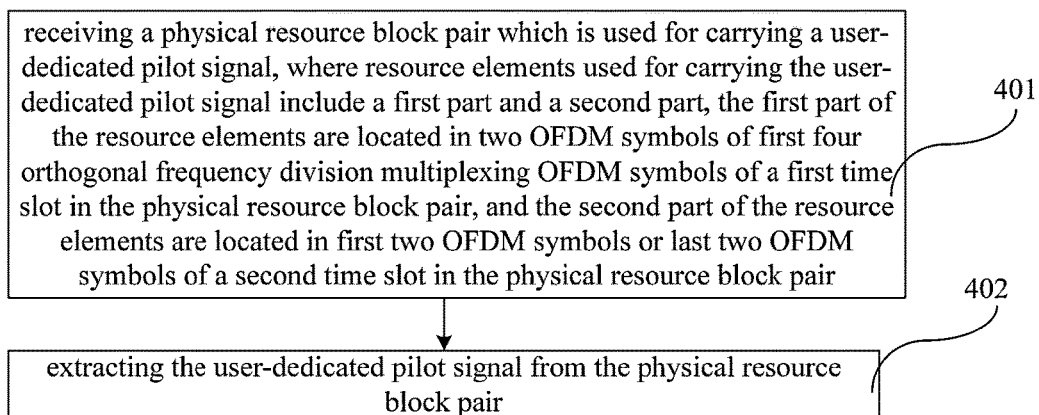 receiving a physical resource block pair which is used for carrying a user-
dedicated pilot signal, where resource elements used for carrying the user-
dedicated pilot signal include a first part and a second part, the first part of
the resource elements are located in two OFDM symbols of first four
orthogonal frequency division multiplexing OFDM symbols of a first time
slot in the physical resource block pair, and the second part of the resource
elements are located in first two OFDM symbols or last two OFDM
symbols of a second time slot in the physical resource block pair
401
402
extracting the user-dedicated pilot signal from the physical resource
block pair